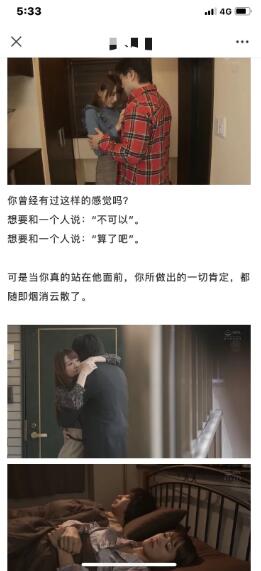 5:33
4G
你曾经有过这样的感觉吗?
想要和一个人说:“不可以”。
想要和一个人说:“算了吧”。
可是当你真的站在他面前,你所做出的一切肯定,都
随即烟消云散了。